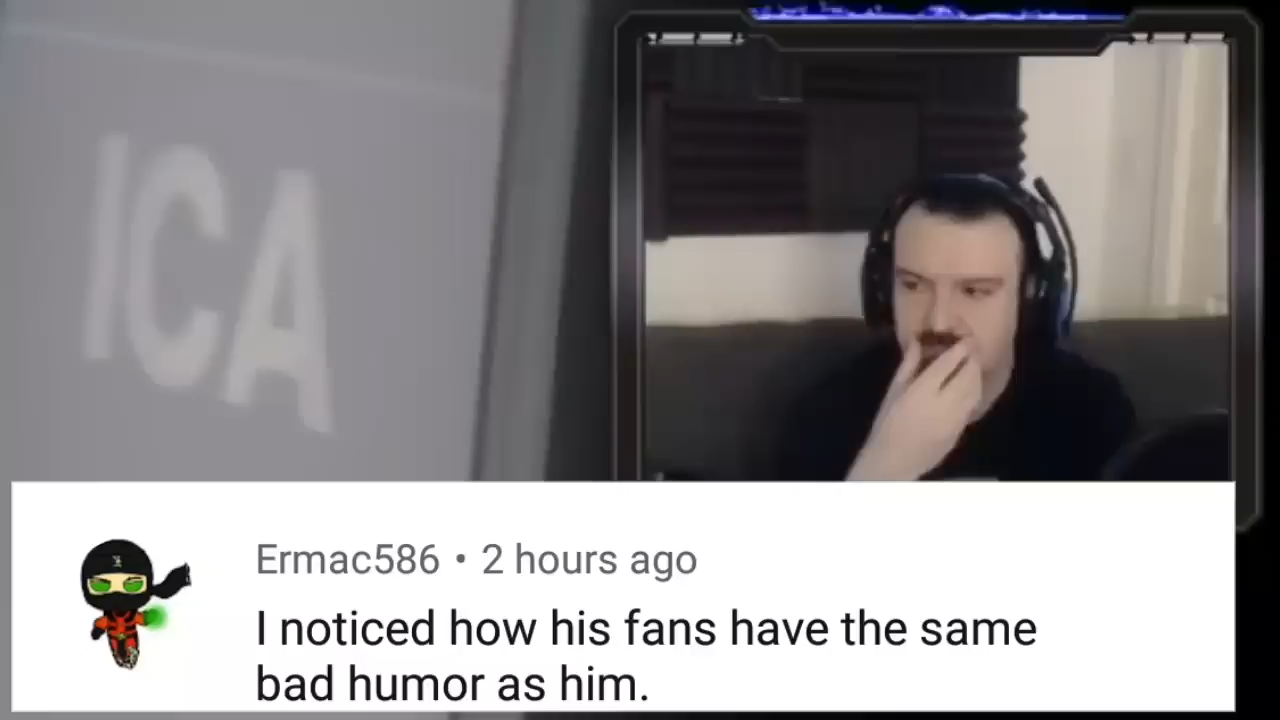 ICA
Ermac586 • 2 hours ago
I noticed how his fans have the same
bad humor as him.